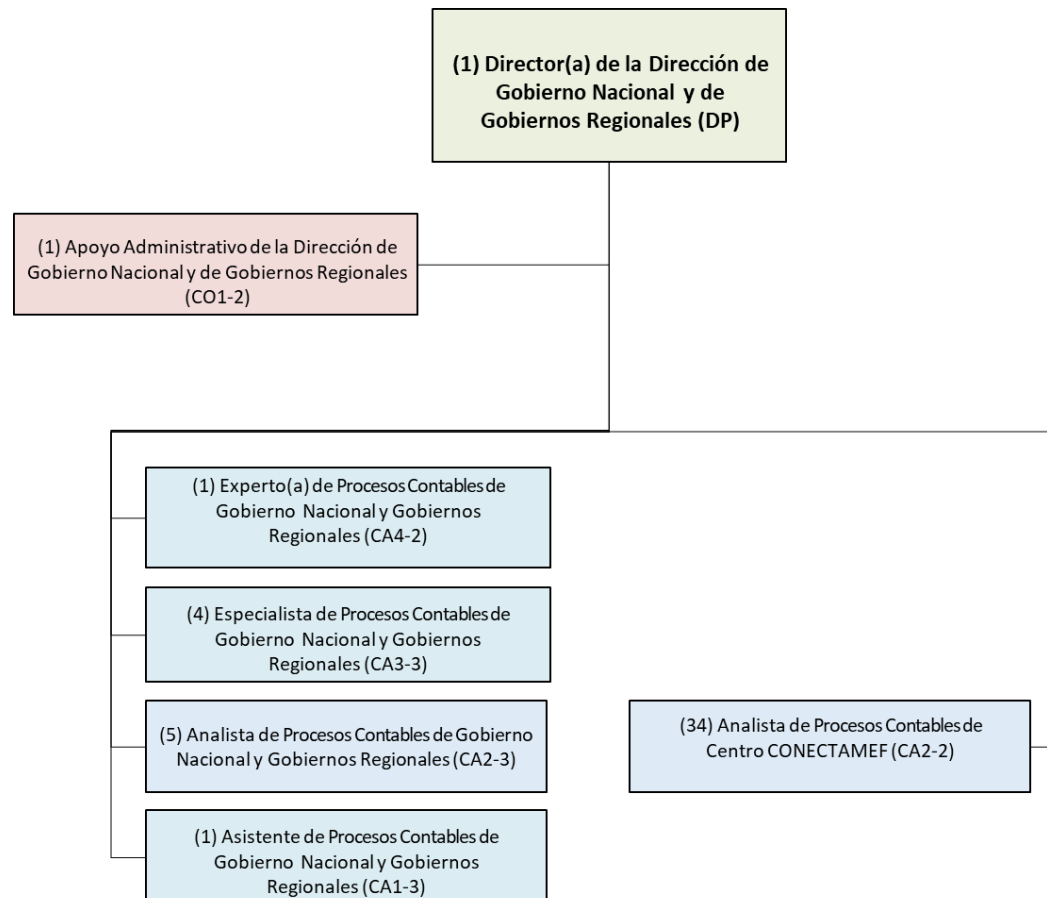 (1) Director(a) de la Dirección de
Gobierno Nacional y de
Gobiernos Regionales (DP)
(1) Apoyo Administrativo de la Dirección de
Gobierno Nacional y de Gobiernos Regionales
(CO1-2)
(1) Experto(a) de Procesos Contables de
Gobierno Nacional y Gobiernos
Regionales (CA4-2)
(4) Especialista de Procesos Contables de
Gobierno Nacional y Gobiernos
Regionales (CA3-3)
(5) Analista de Procesos Contables de Gobierno
Nacional y Gobiernos Regionales (CA2-3)
(34) Analista de Procesos Contables de
Centro CONECTAMEF (CA2-2)
(1) Asistente de Procesos Contables de
Gobierno Nacional y Gobiernos
Regionales (CA1-3)